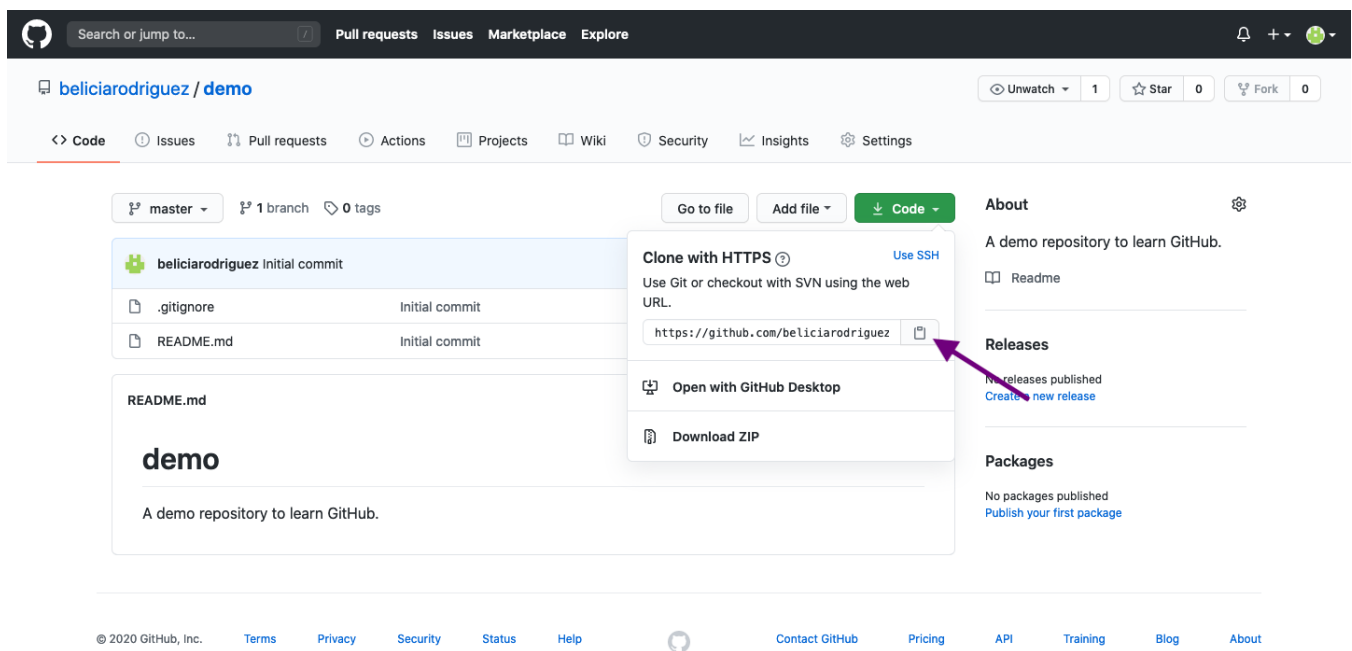 Search or jump to... /
Pull requests Issues Marketplace Explore
beliciarodriguez / demo
Unwatch 1 Star 0 Fork 0
Code Issues Pull requests Actions Projects Wiki Security Insights Settings
master 1 branch 0 tags Go to file Add file Code
About
A demo repository to learn GitHub.
Readme
beliciarodriguez Initial commit
.gitignore Initial commit
README.md Initial commit
Clone with HTTPS ? Use SSH
Use Git or checkout with SVN using the web
URL.
https://github.com/beliciarodriguez
Open with GitHub Desktop
Download ZIP
Releases
No releases published
Create a new release
README.md
demo
A demo repository to learn GitHub.
Packages
No packages published
Publish your first package
© 2020 GitHub, Inc. Terms Privacy Security Status Help Contact GitHub Pricing API Training Blog About